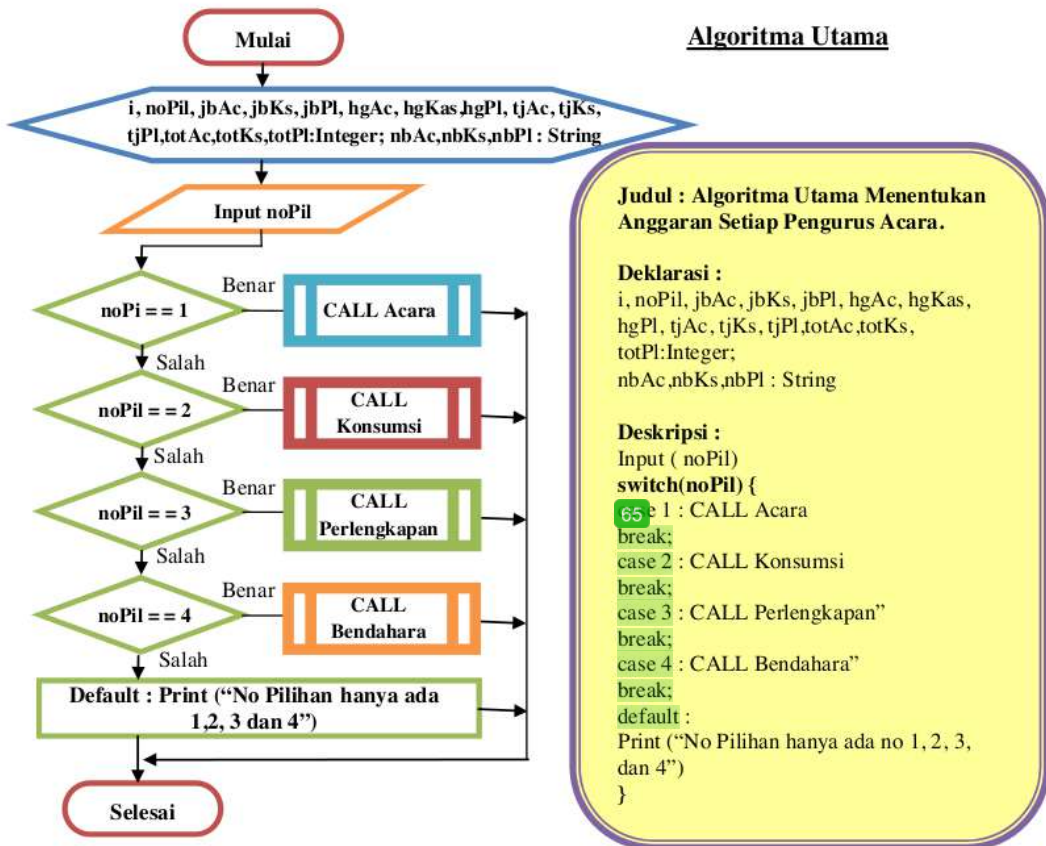 Algoritma Utama
Mulai
i, noPil, jbAc, jbKs, jbPl, hgAc, hgKas,hgPl, tjAc, tjKs,
tjPl,totAc,totKs,totPl:Integer; nbAc,nbKs,nbPl : String
Input noPil
noPi == 1
Benar
CALL Acara
Salah
noPil = = 2
Benar
CALL
Konsumsi
Salah
noPil = = 3
Benar
CALL
Perlengkapan
Salah
noPil = = 4
Benar
CALL
Bendahara
Salah
Default : Print (“No Pilihan hanya ada
1,2, 3 dan 4”)
Selesai
Judul : Algoritma Utama Menentukan
Anggaran Setiap Pengurus Acara.
Deklarasi :
i, noPil, jbAc, jbKs, jbPl, hgAc, hgKas,
hgPl, tjAc, tjKs, tjPl,totAc,totKs,
totPl:Integer;
nbAc,nbKs,nbPl : String
Deskripsi :
Input ( noPil)
switch(noPil) {
65 1 : CALL Acara
break;
case 2 : CALL Konsumsi
break;
case 3 : CALL Perlengkapan”
break;
case 4 : CALL Bendahara”
break;
default :
Print (“No Pilihan hanya ada no 1, 2, 3,
dan 4”)
}